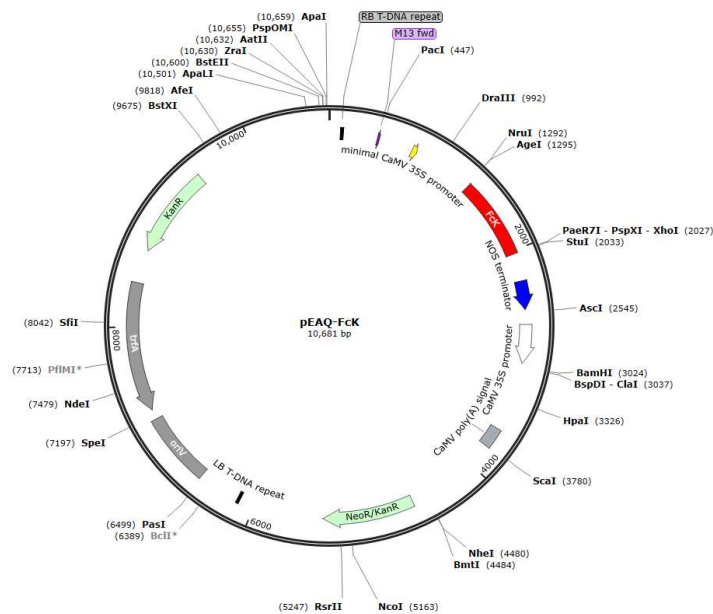 RB T-DNA repeat
M13 fwd
PacI (447)
DraIII (992)
NruI (1292)
AgeI (1295)
PaeR7I - PspXI - XhoI (2027)
StuI (2033)
AscI (2545)
BamHI (3024)
BspDI - ClaI (3037)
HpaI (3326)
ScaI (3780)
NheI (4480)
BmtI (4484)
NcoI (5163)
(5247) RsrII
(6389) BclI*
(6499) PasI
(7197) SpeI
(7479) NdeI
(7713) PflMI*
(8042) SfiI
(9675) BstXI
(9818) AfeI
(10,501) ApaLI
(10,600) BstEII
(10,630) ZraI
(10,632) AatII
(10,655) PspOMI
(10,659) ApaI
minimal CaMV 35S promoter
FcK
2000
NOS terminator
CaMV 35S promoter
CaMV poly(A) signal
4000
NeoR/KanR
6000
LB T-DNA repeat
oriV
trfA
8000
KanR
10,000
pEAQ-FcK
10,681 bp